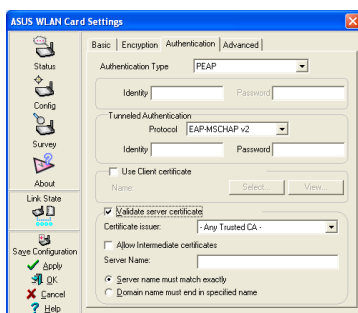 ASUS WLAN Card Settings
Status
Config
Survey
About
Link State
Save Configuration
Apply
OK
Cancel
Help
Basic Encryption Authentication Advanced
Authentication Type PEAP
Identity Password
Tunneled Authentication
Protocol EAP-MSCHAP v2
Identity Password
Use Client certificate
Name: Select... View...
Validate server certificate
Certificate issuer: - Any Trusted CA -
Allow Intermediate certificates
Server Name:
Server name must match exactly
Domain name must end in specified name